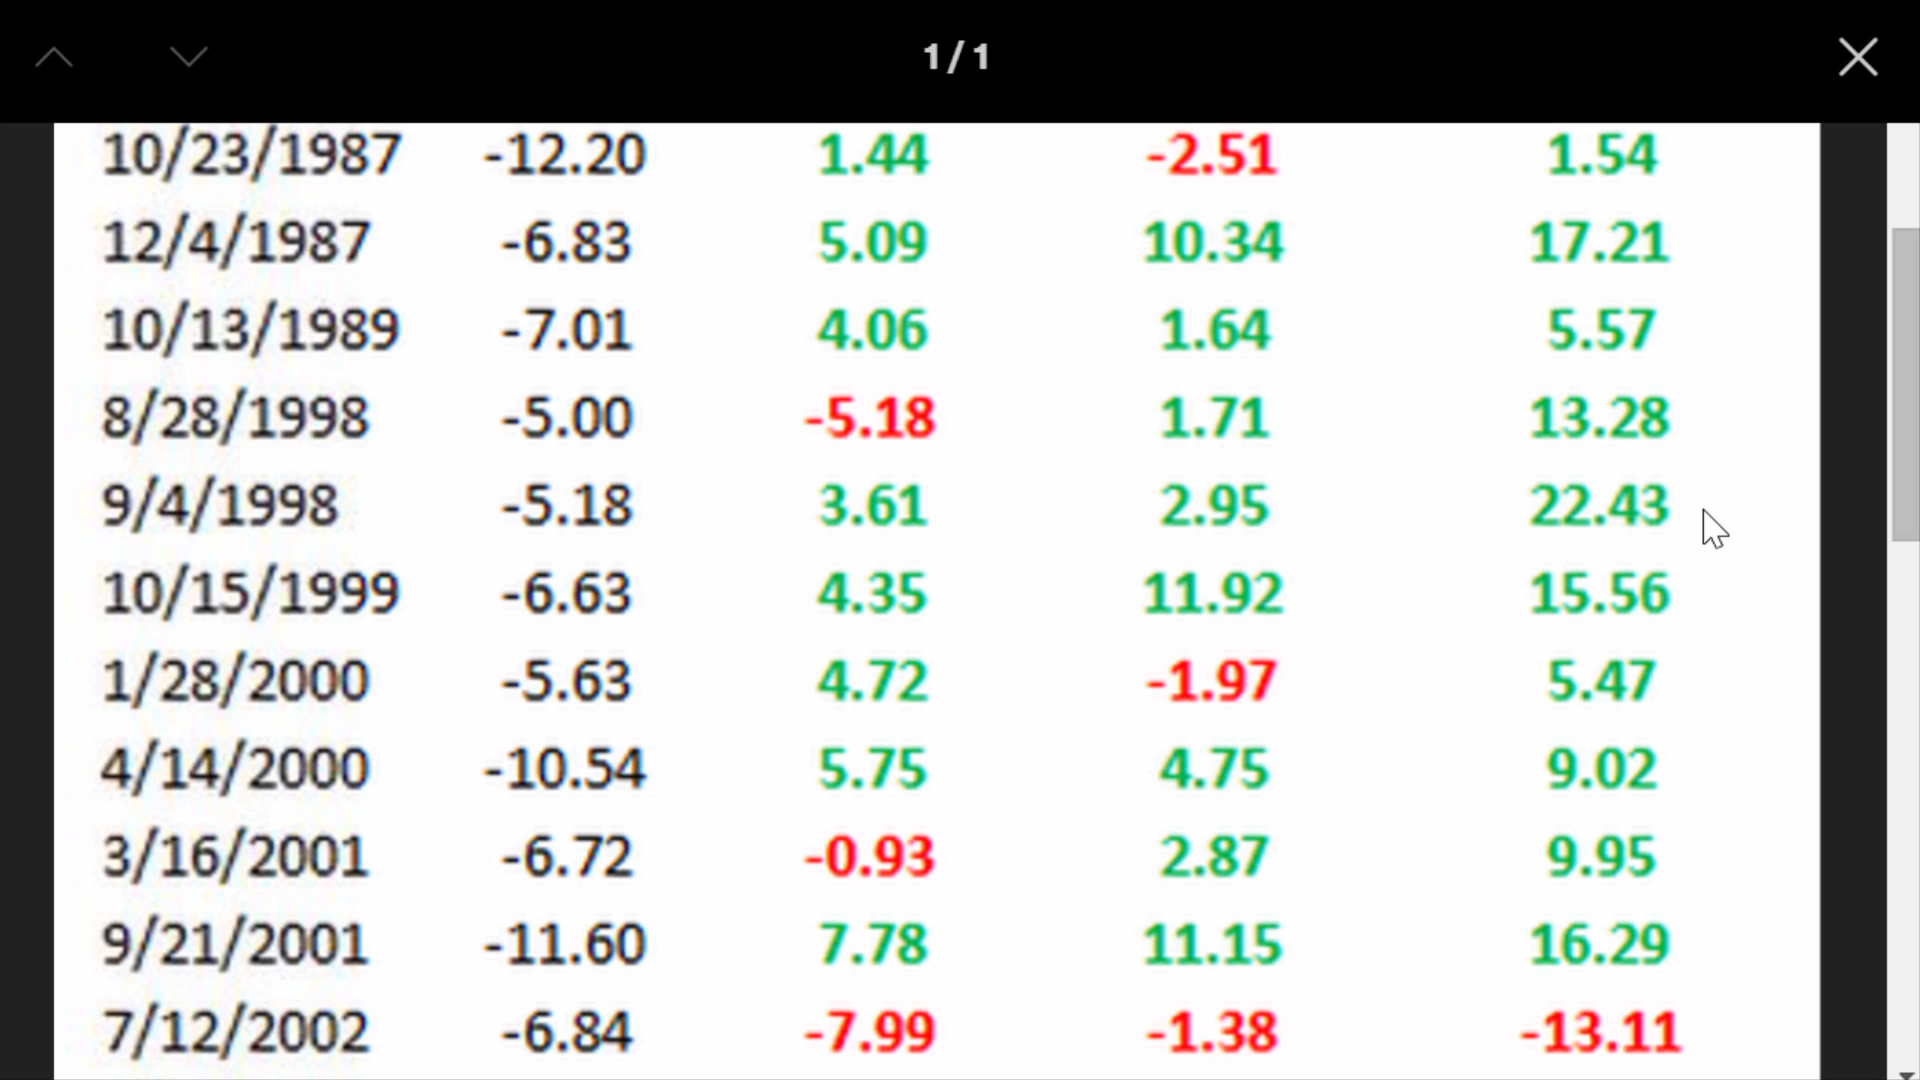 1/1
10/23/1987 -12.20 1.44 -2.51 1.54
12/4/1987 -6.83 5.09 10.34 17.21
10/13/1989 -7.01 4.06 1.64 5.57
8/28/1998 -5.00 -5.18 1.71 13.28
9/4/1998 -5.18 3.61 2.95 22.43
10/15/1999 -6.63 4.35 11.92 15.56
1/28/2000 -5.63 4.72 -1.97 5.47
4/14/2000 -10.54 5.75 4.75 9.02
3/16/2001 -6.72 -0.93 2.87 9.95
9/21/2001 -11.60 7.78 11.15 16.29
7/12/2002 -6.84 -7.99 -1.38 -13.11